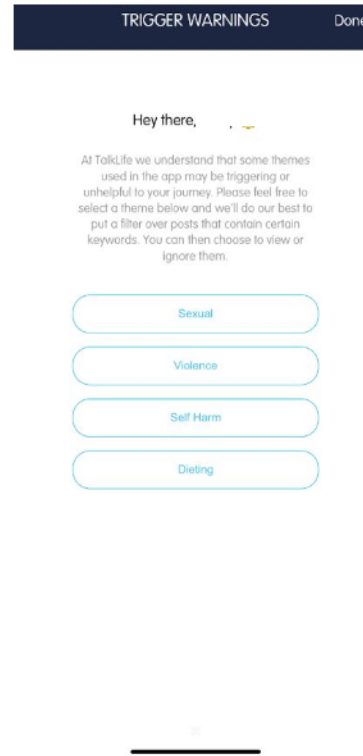 TRIGGER WARNINGS Done
Hey there,
At TalkLife we understand that some themes
used in the app may be triggering or
unhelpful to your journey. Please feel free to
select a theme below and we'll do our best to
put a filter over posts that contain certain
keywords. You can then choose to view or
ignore them.
Sexual
Violence
Self Harm
Dieting